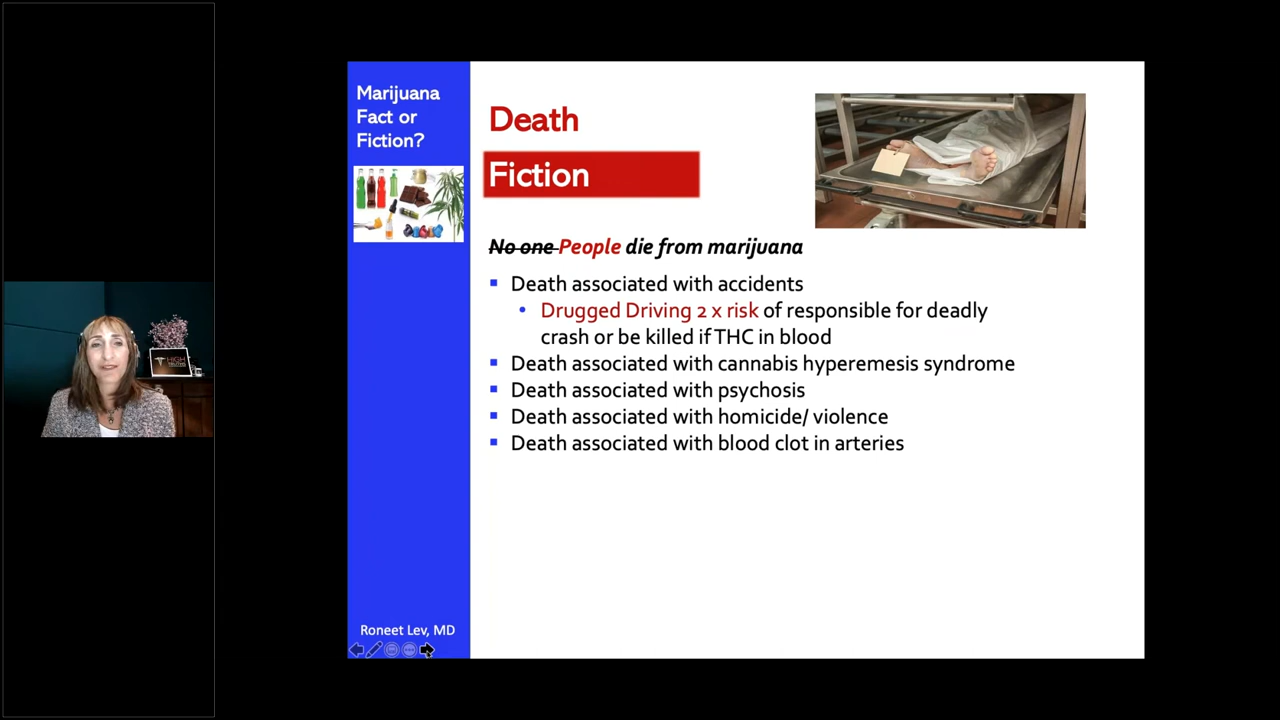 Marijuana
Fact or
Fiction?
Death
Fiction
No one People die from marijuana
Death associated with accidents
Drugged Driving 2 x risk of responsible for deadly
crash or be killed if THC in blood
Death associated with cannabis hyperemesis syndrome
Death associated with psychosis
Death associated with homicide/ violence
Death associated with blood clot in arteries
Roneet Lev, MD
HIGH
TRUTHS